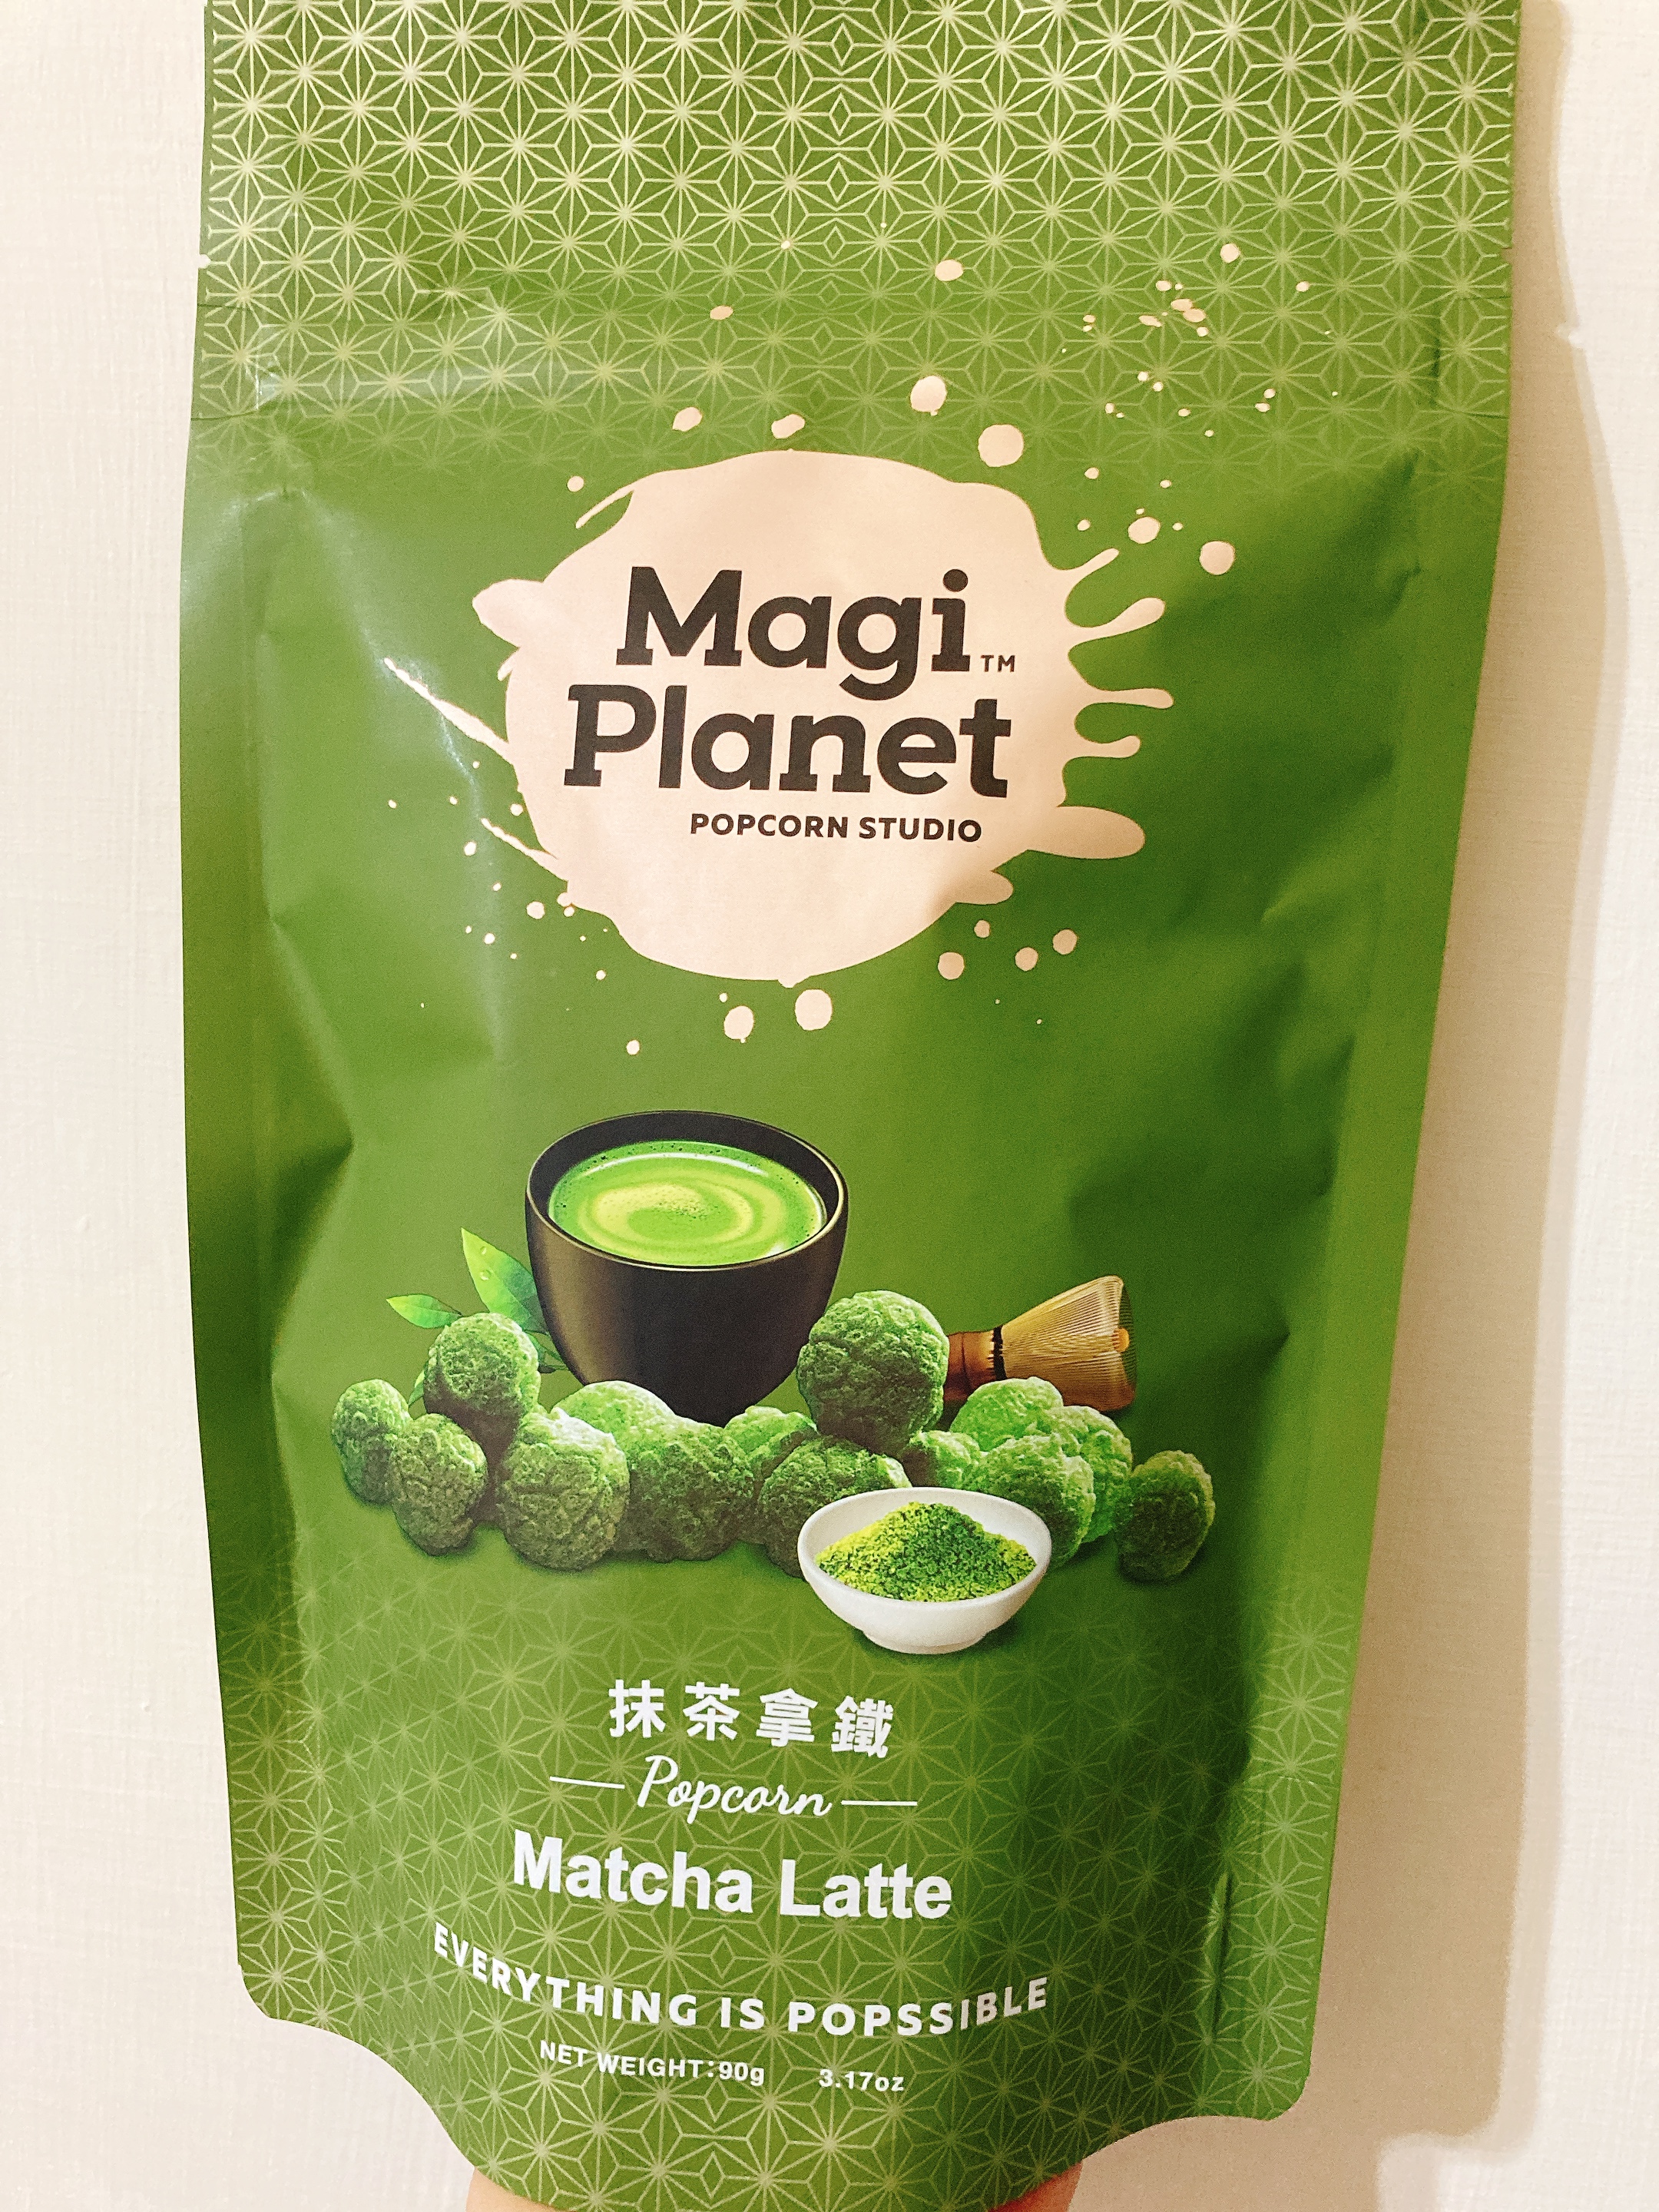 Magi™
Planet
POPCORN STUDIO
抹茶拿鐵
Popcorn
Matcha Latte
EVERYTHING IS POPSSIBLE
NET WEIGHT:90g 3.17oz